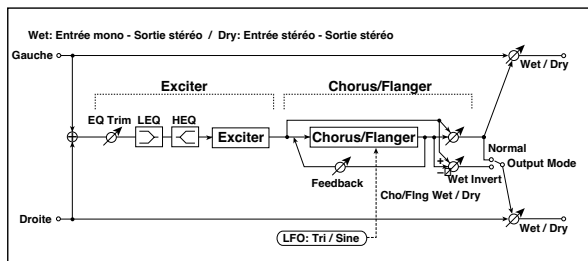 Wet: Entrée mono - Sortie stéréo / Dry: Entrée stéréo - Sortie stéréo
Gauche
Wet / Dry
Exciter
Chorus/Flanger
EQ Trim
LEQ
HEQ
Exciter
Chorus/Flanger
Normal
Output Mode
+
−
Wet Invert
Feedback
Cho/Flng Wet / Dry
Droite
Wet / Dry
LFO: Tri / Sine